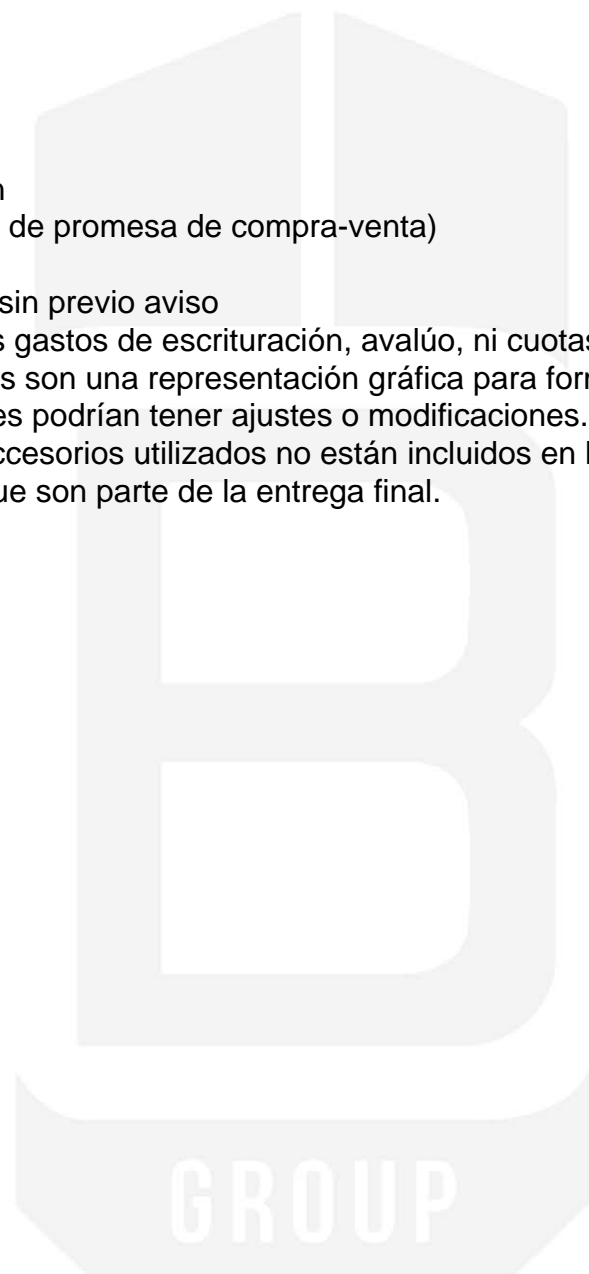 n
de promesa de compra-venta)
sin previo aviso
s gastos de escrituración, avalúo, ni cuotas
s son una representación gráfica para for
es podrían tener ajustes o modificaciones.
ccesorios utilizados no están incluidos en l
ue son parte de la entrega final.
B
GROUP